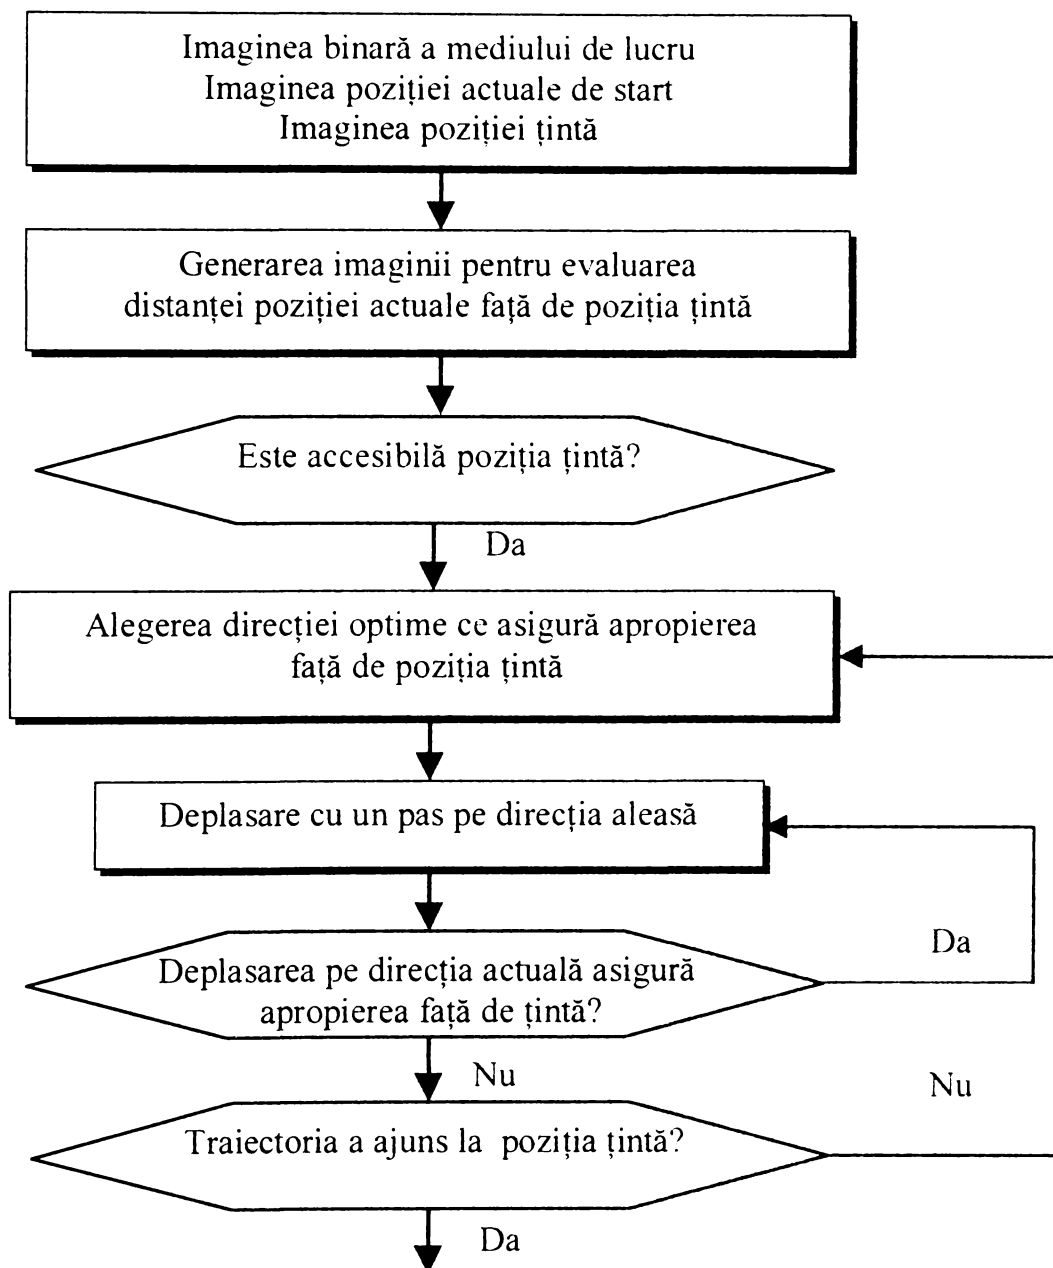 Imaginea binară a mediului de lucru
Imaginea poziției actuale de start
Imaginea poziției țintă
Generarea imaginii pentru evaluarea
distanței poziției actuale față de poziția țintă
Este accesibilă poziția țintă?
Da
Alegerea direcției optime ce asigură apropierea
față de poziția țintă
Deplasare cu un pas pe direcția aleasă
Da
Deplasarea pe direcția actuală asigură
apropierea față de țintă?
Nu
Nu
Traiectoria a ajuns la poziția țintă?
Da